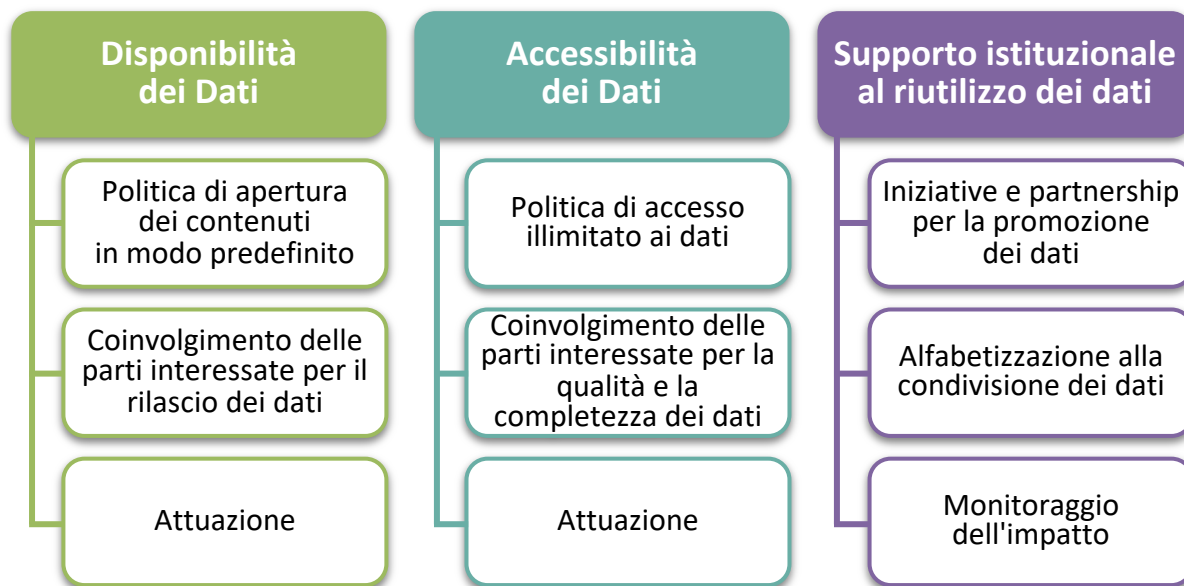 Disponibilità
dei Dati
Politica di apertura
dei contenuti
in modo predefinito
Coinvolgimento delle
parti interessate per il
rilascio dei dati
Attuazione
Accessibilità
dei Dati
Politica di accesso
illimitato ai dati
Coinvolgimento delle
parti interessate per la
qualità e la
completezza dei dati
Attuazione
Supporto istituzionale
al riutilizzo dei dati
Iniziative e partnership
per la promozione
dei dati
Alfabetizzazione alla
condivisione dei dati
Monitoraggio
dell'impatto